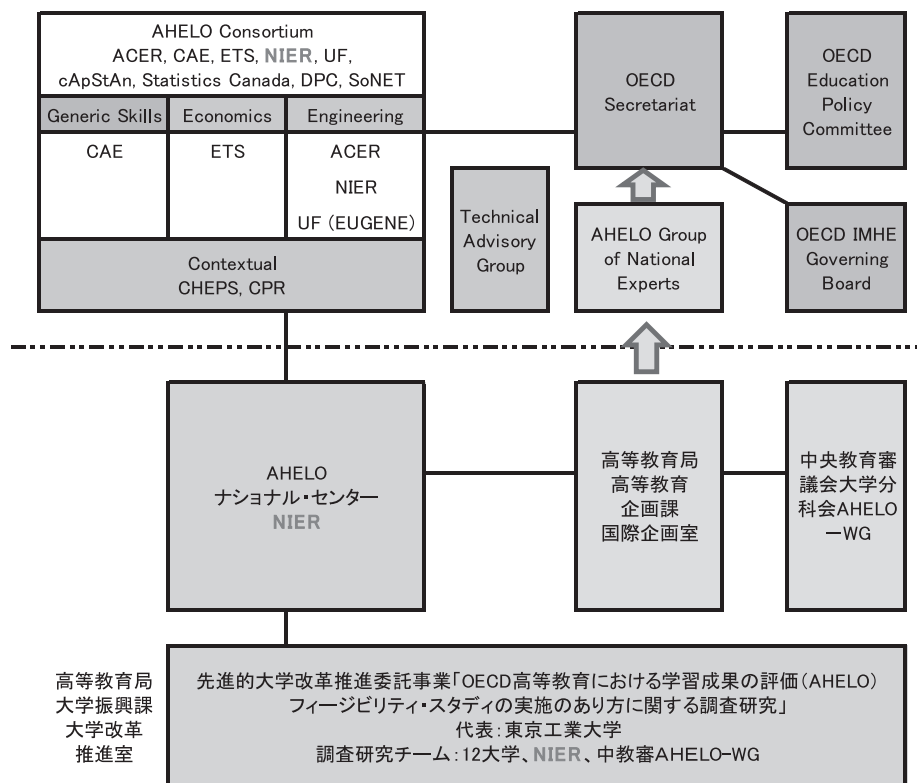 AHELO Consortium
ACER, CAE, ETS, NIER, UF,
cApStAn, Statistics Canada, DPC, SoNET
Generic Skills
Economics
Engineering
CAE
ETS
ACER
NIER
UF (EUGENE)
Contextual
CHEPS, CPR
OECD
Secretariat
OECD
Education
Policy
Committee
Technical
Advisory
Group
AHELO Group
of National
Experts
OECD IMHE
Governing
Board
AHELO
ナショナル・センター
NIER
高等教育局
高等教育
企画課
国際企画室
中央教育審
議会大学分
科会AHELO
－WG
高等教育局
大学振興課
大学改革
推進室
先進的大学改革推進委託事業「OECD高等教育における学習成果の評価(AHELO)
フィージビリティ・スタディの実施のあり方に関する調査研究」
代表：東京工業大学
調査研究チーム：12大学、NIER、中教審AHELO-WG